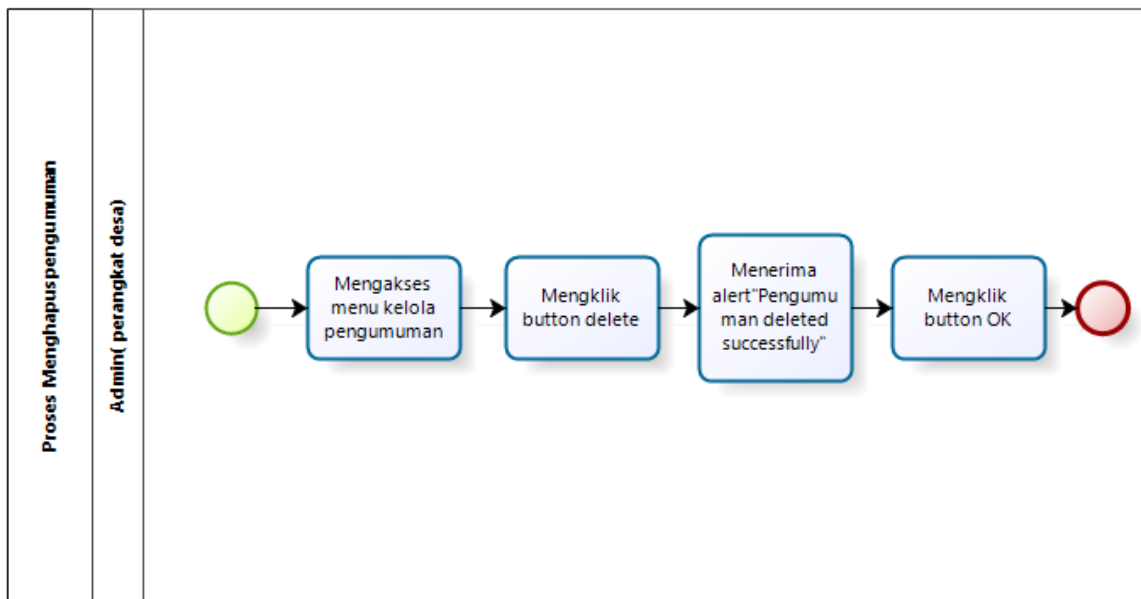 Proses Menghapuspengumuman
Admin( perangkat desa)
Mengakses
menu kelola
pengumuman
Mengklik
button delete
Menerima
alert"Pengumu
man deleted
successfully"
Mengklik
button OK